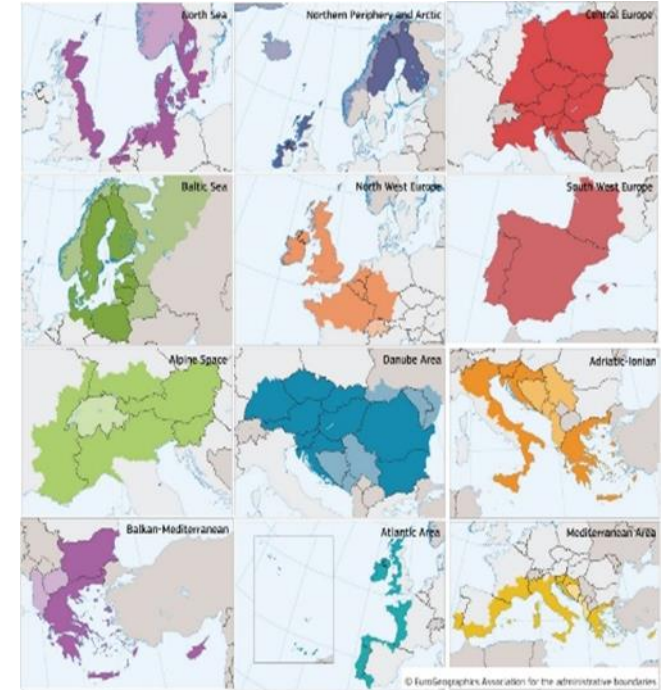 North Sea
Northern Periphery and Arctic
Central Europe
Baltic Sea
North West Europe
South West Europe
Alpine Space
Danube Area
Adriatic-Ionian
Balkan-Mediterranean
Atlantic Area
Mediterranean Area
© EuroGeographics Association for the administrative boundaries